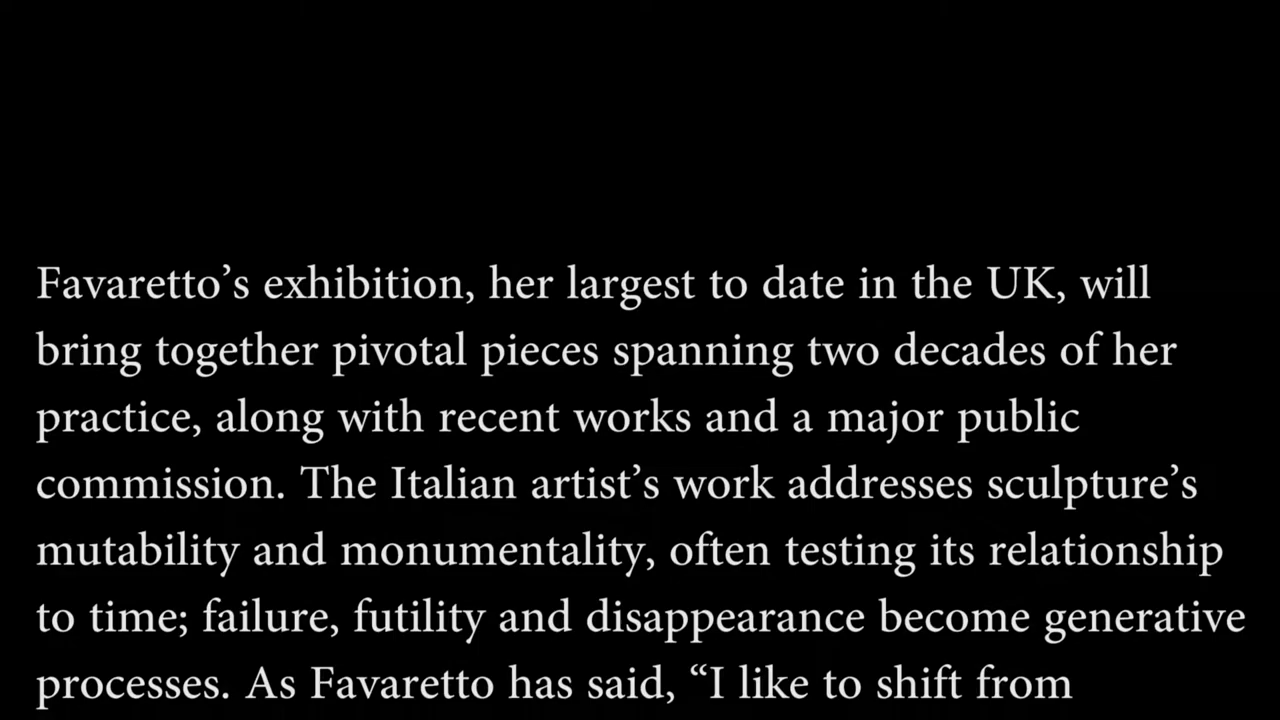 Favaretto’s exhibition, her largest to date in the UK, will
bring together pivotal pieces spanning two decades of her
practice, along with recent works and a major public
commission. The Italian artist’s work addresses sculpture’s
mutability and monumentality, often testing its relationship
to time; failure, futility and disappearance become generative
processes. As Favaretto has said, “I like to shift from